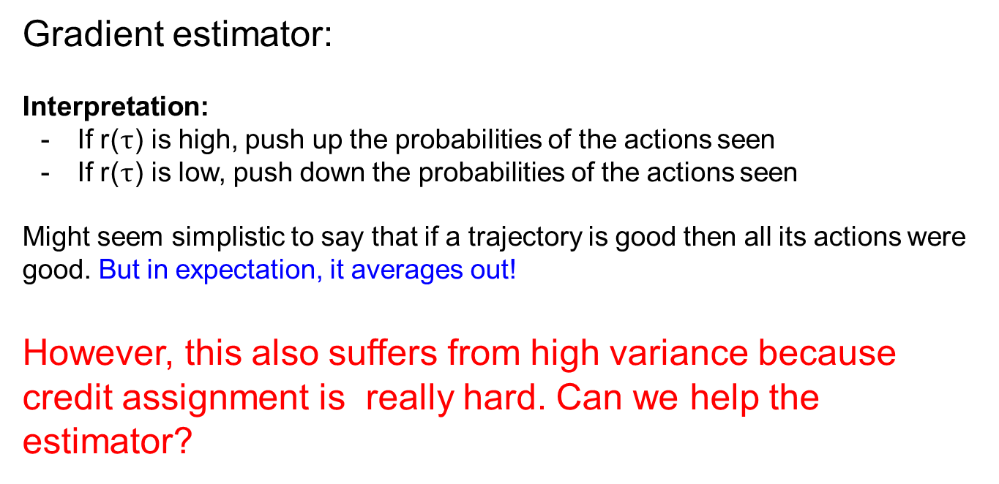 Gradient estimator:
Interpretation:
- If r(τ) is high, push up the probabilities of the actions seen
- If r(τ) is low, push down the probabilities of the actions seen
Might seem simplistic to say that if a trajectory is good then all its actions were
good. But in expectation, it averages out!
However, this also suffers from high variance because
credit assignment is  really hard. Can we help the
estimator?